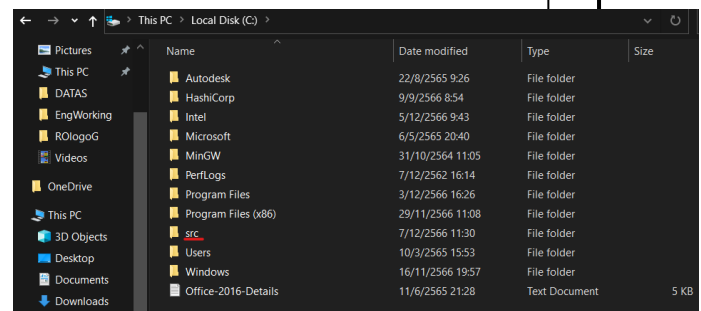 This PC > Local Disk (C:) >
Name Date modified Type Size
Pictures
This PC
DATAS
EngWorking
ROlogoG
Videos
OneDrive
This PC
3D Objects
Desktop
Documents
Downloads
Autodesk 22/8/2565 9:26 File folder
HashiCorp 9/9/2566 8:54 File folder
Intel 5/12/2566 9:43 File folder
Microsoft 6/5/2565 20:40 File folder
MinGW 31/10/2564 11:05 File folder
PerfLogs 7/12/2562 16:14 File folder
Program Files 3/12/2566 16:26 File folder
Program Files (x86) 29/11/2566 11:08 File folder
src 7/12/2566 11:30 File folder
Users 10/3/2565 15:53 File folder
Windows 16/11/2566 19:57 File folder
Office-2016-Details 11/6/2565 21:28 Text Document 5 KB